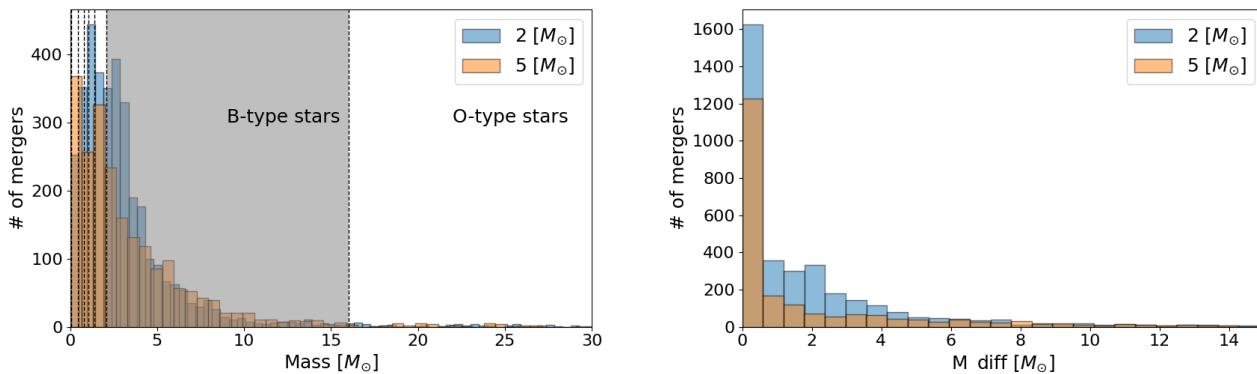 400
300
200
100
0
# of mergers
2 [M☉]
5 [M☉]
B-type stars
O-type stars
0 5 10 15 20 25 30
Mass [M☉]
1600
1400
1200
1000
800
600
400
200
0
# of mergers
2 [M☉]
5 [M☉]
0 2 4 6 8 10 12 14
M_diff [M☉]